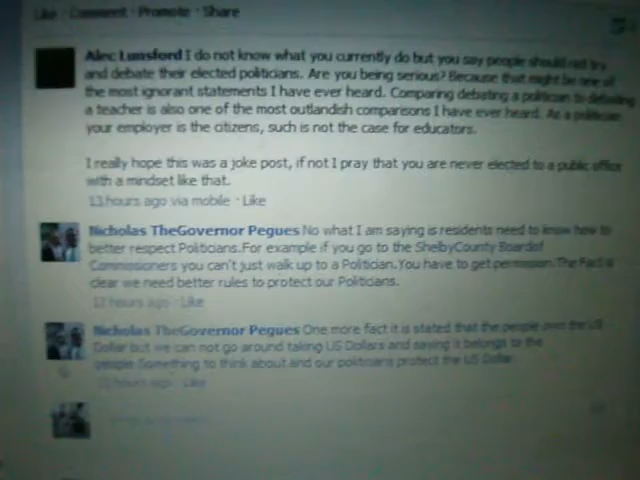 Like · Comment · Promote · Share
Alec Lunsford I do not know what you currently do but you say people should not try
and debate their elected politicians. Are you being serious? Because that might be one of
the most ignorant statements I have ever heard. Comparing debating a politician to debating
a teacher is also one of the most outlandish comparisons I have ever heard. As a politician
your employer is the citizens, such is not the case for educators.
I really hope this was a joke post, if not I pray that you are never elected to a public office
with a mindset like that.
13 hours ago via mobile · Like
Nicholas TheGovernor Pegues No what I am saying is residents need to know how to
better respect Politicians.For example if you go to the ShelbyCounty Boardof
Commissioners you can't just walk up to a Politician.You have to get permission.The Fact is
clear we need better rules to protect our Politicians.
12 hours ago · Like
Nicholas TheGovernor Pegues One more fact it is stated that the people own the US
Dollar but we can not go around taking US Dollars and saying it belongs to the
people Something to think about and our politicians protect the US Dollar
12 hours ago · Like